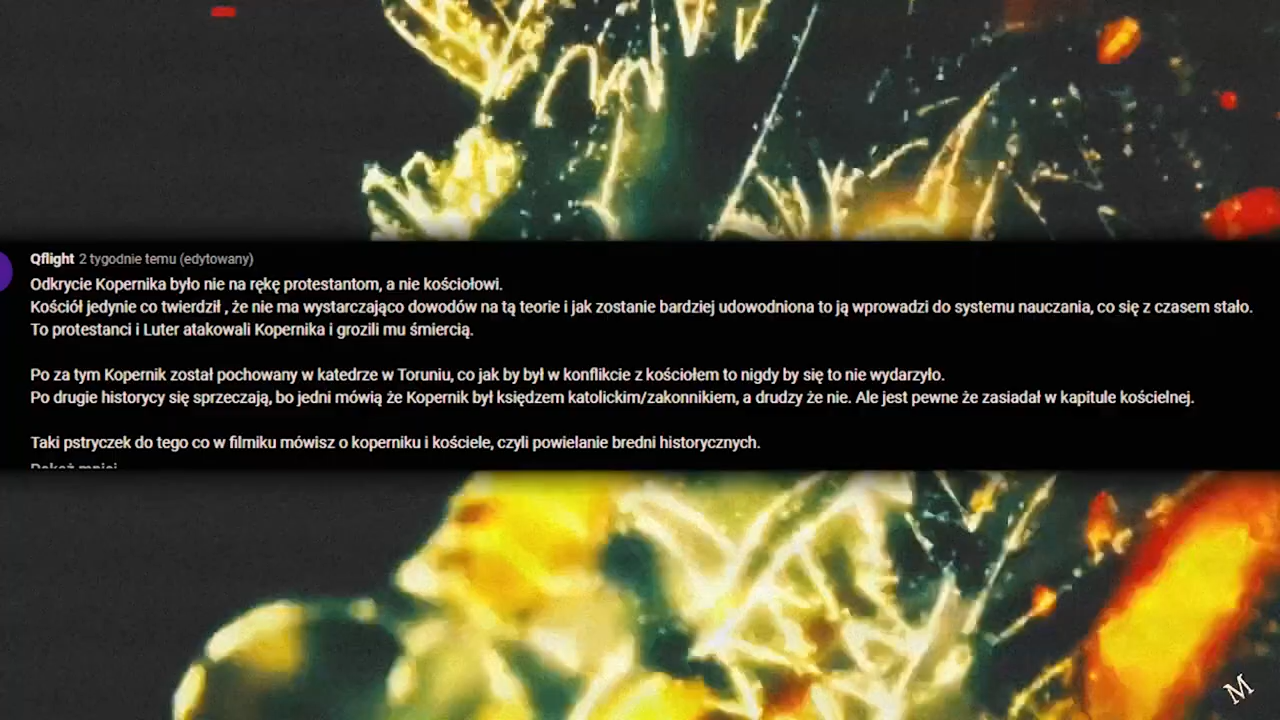 Qflight 2 tygodnie temu (edytowany)
Odkrycie Kopernika było nie na rękę protestantom, a nie kościołowi.
Kościół jedynie co twierdził , że nie ma wystarczająco dowodów na tą teorie i jak zostanie bardziej udowodniona to ją wprowadzi do systemu nauczania, co się z czasem stało.
To protestanci i Luter atakowali Kopernika i grozili mu śmiercią.
Po za tym Kopernik został pochowany w katedrze w Toruniu, co jak by był w konflikcie z kościołem to nigdy by się to nie wydarzyło.
Po drugie historycy się sprzeczają, bo jedni mówią że Kopernik był księdzem katolickim/zakonnikiem, a drudzy że nie. Ale jest pewne że zasiadał w kapitule kościelnej.
Taki pstryczek do tego co w filmiku mówisz o koperniku i kościele, czyli powielanie bredni historycznych.
M